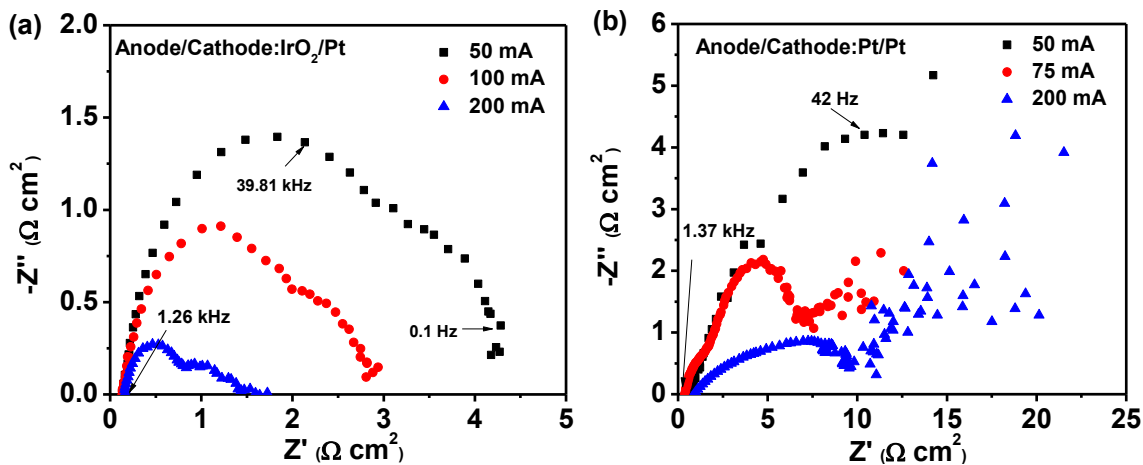 (a)
Anode/Cathode:IrO₂/Pt
50 mA
100 mA
200 mA
39.81 kHz
1.26 kHz
0.1 Hz
2.0
1.5
1.0
0.5
0.0
-Z'' (Ω cm²)
0 1 2 3 4 5
Z' (Ω cm²)
(b)
Anode/Cathode:Pt/Pt
50 mA
75 mA
200 mA
42 Hz
1.37 kHz
6
5
4
3
2
1
0
-Z'' (Ω cm²)
0 5 10 15 20 25
Z' (Ω cm²)